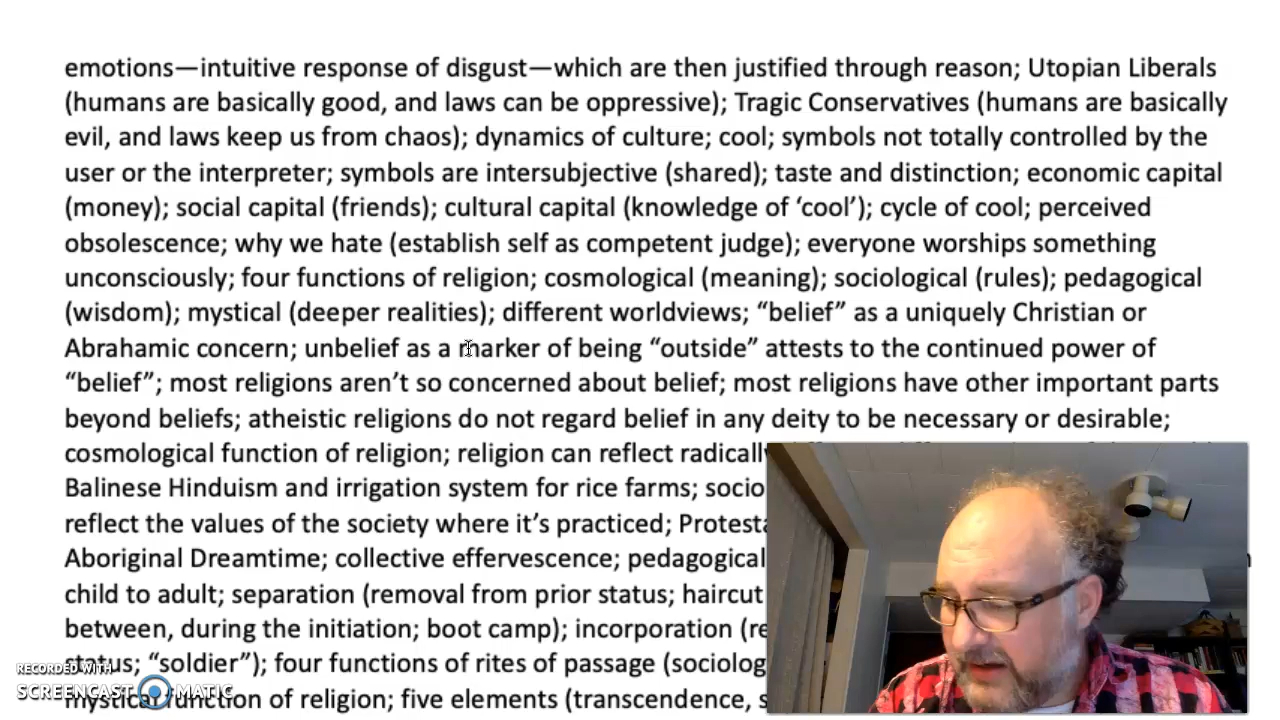 emotions—intuitive response of disgust—which are then justified through reason; Utopian Liberals
(humans are basically good, and laws can be oppressive); Tragic Conservatives (humans are basically
evil, and laws keep us from chaos); dynamics of culture; cool; symbols not totally controlled by the
user or the interpreter; symbols are intersubjective (shared); taste and distinction; economic capital
(money); social capital (friends); cultural capital (knowledge of ‘cool’); cycle of cool; perceived
obsolescence; why we hate (establish self as competent judge); everyone worships something
unconsciously; four functions of religion; cosmological (meaning); sociological (rules); pedagogical
(wisdom); mystical (deeper realities); different worldviews; “belief” as a uniquely Christian or
Abrahamic concern; unbelief as a marker of being “outside” attests to the continued power of
“belief”; most religions aren’t so concerned about belief; most religions have other important parts
beyond beliefs; atheistic religions do not regard belief in any deity to be necessary or desirable;
cosmological function of religion; religion can reflect radically
Balinese Hinduism and irrigation system for rice farms;
reflect the values of the society where it’s practiced;
Aboriginal Dreamtime; collective effervescence; pedagogical
child to adult; separation (removal from prior status; haircut
between, during the initiation; boot camp); incorporation
status; “soldier”); four functions of rites of passage
mystical function of religion; five elements (transcendence,
RECORDED WITH
SCREENCAST MATIC